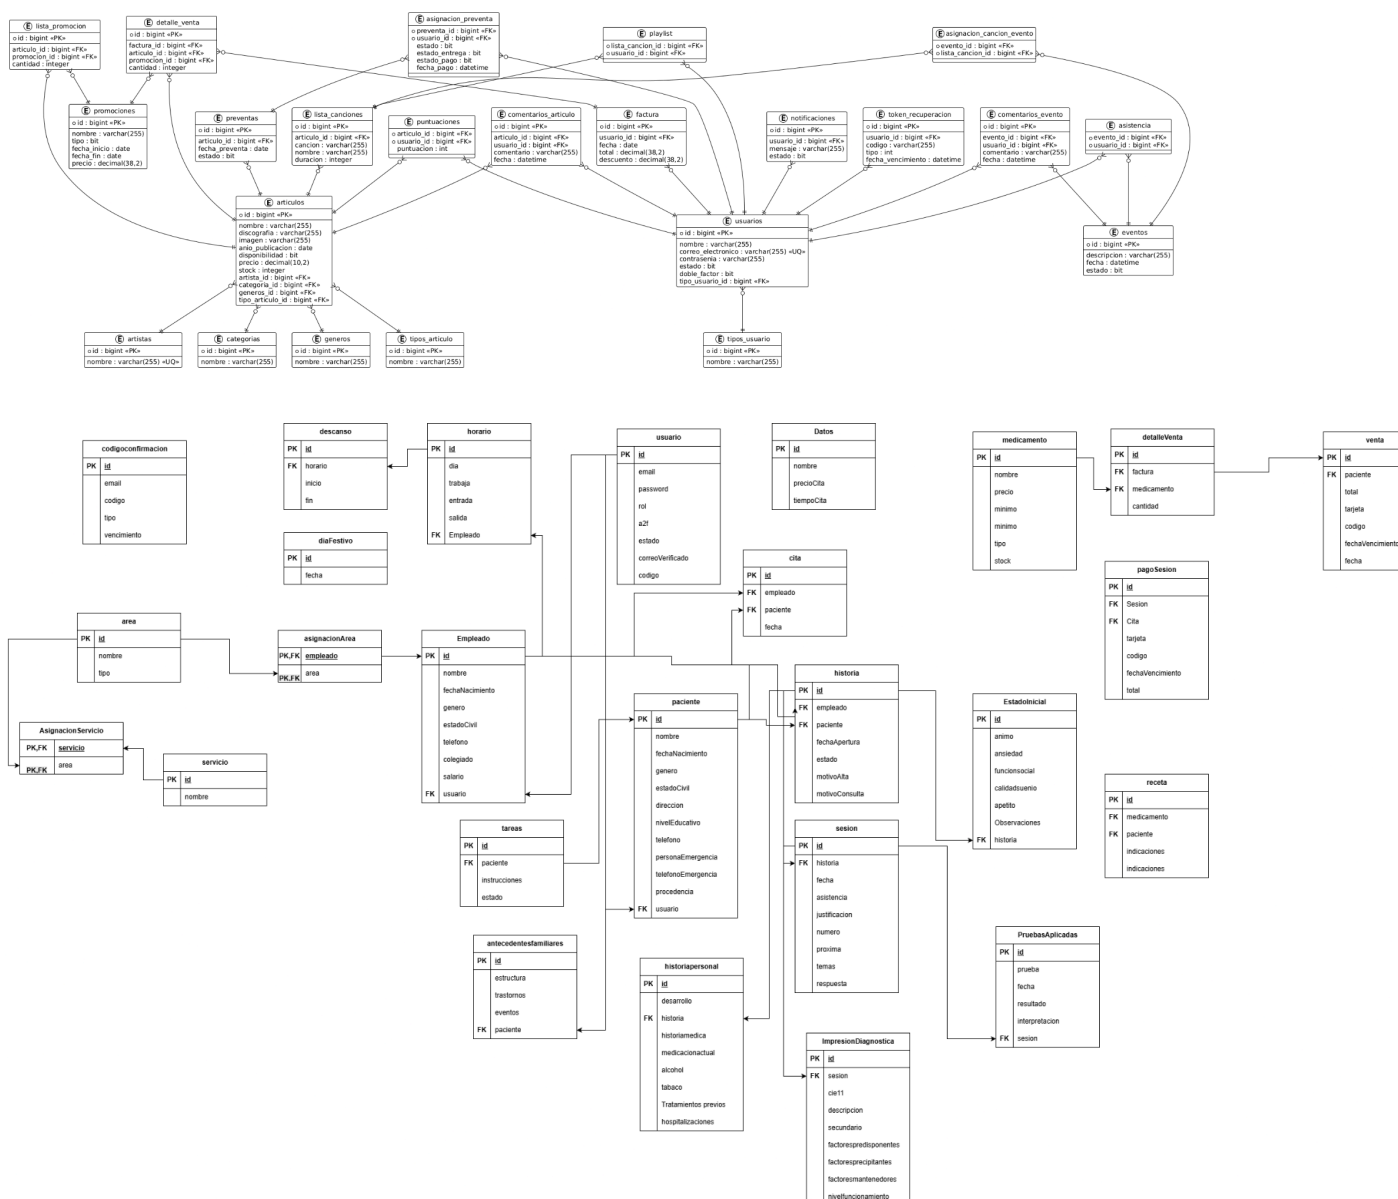 E lista_promocion
id : bigint «PK»
articulo_id : bigint «FK»
promocion_id : bigint «FK»
cantidad : integer
E detalle_venta
id : bigint «PK»
factura_id : bigint «FK»
articulo_id : bigint «FK»
promocion_id : bigint «FK»
cantidad : integer
E asignacion_preventa
preventa_id : bigint «FK»
usuario_id : bigint «FK»
estado : bit
estado_entrega : bit
estado_pago : bit
fecha_pago : datetime
E playlist
lista_cancion_id : bigint «FK»
usuario_id : bigint «FK»
E asignacion_cancion_evento
evento_id : bigint «FK»
lista_cancion_id : bigint «FK»
E promociones
id : bigint «PK»
nombre : varchar(255)
tipo : bit
fecha_inicio : date
fecha_fin : date
precio : decimal(38,2)
E preventas
id : bigint «PK»
articulo_id : bigint «FK»
fecha_preventa : date
estado : bit
E lista_canciones
id : bigint «PK»
articulo_id : bigint «FK»
cancion : varchar(255)
nombre : varchar(255)
duracion : integer
E puntuaciones
articulo_id : bigint «FK»
usuario_id : bigint «FK»
puntuacion : int
E comentarios_articulo
id : bigint «PK»
articulo_id : bigint «FK»
usuario_id : bigint «FK»
comentario : varchar(255)
fecha : datetime
E factura
id : bigint «PK»
usuario_id : bigint «FK»
fecha : date
total : decimal(38,2)
descuento : decimal(38,2)
E notificaciones
id : bigint «PK»
usuario_id : bigint «FK»
mensaje : varchar(255)
estado : bit
E token_recuperacion
id : bigint «PK»
usuario_id : bigint «FK»
codigo : varchar(255)
tipo : int
fecha_vencimiento : datetime
E comentarios_evento
id : bigint «PK»
evento_id : bigint «FK»
usuario_id : bigint «FK»
comentario : varchar(255)
fecha : datetime
E asistencia
evento_id : bigint «FK»
usuario_id : bigint «FK»
E articulos
id : bigint «PK»
nombre : varchar(255)
discografia : varchar(255)
imagen : varchar(255)
anio_publicacion : date
disponibilidad : bit
precio : decimal(10,2)
stock : integer
artista_id : bigint «FK»
categoria_id : bigint «FK»
generos_id : bigint «FK»
tipo_articulo_id : bigint «FK»
E usuarios
id : bigint «PK»
nombre : varchar(255)
correo_electronico : varchar(255) «UQ»
contrasenia : varchar(255)
estado : bit
doble_factor : bit
tipo_usuario_id : bigint «FK»
E eventos
id : bigint «PK»
descripcion : varchar(255)
fecha : datetime
estado : bit
E artistas
id : bigint «PK»
nombre : varchar(255) «UQ»
E categorias
id : bigint «PK»
nombre : varchar(255)
E generos
id : bigint «PK»
nombre : varchar(255)
E tipos_articulo
id : bigint «PK»
nombre : varchar(255)
E tipos_usuario
id : bigint «PK»
nombre : varchar(255)
codigoconfirmacion
PK id
email
codigo
tipo
vencimiento
descanso
PK id
FK horario
inicio
fin
horario
PK id
dia
trabaja
entrada
salida
FK Empleado
usuario
PK id
email
password
rol
a2f
estado
correoVerificado
codigo
Datos
PK id
nombre
precioCita
tiempoCita
medicamento
PK id
nombre
precio
minimo
minimo
tipo
stock
detalleVenta
PK id
FK factura
FK medicamento
cantidad
venta
PK id
FK paciente
total
tarjeta
codigo
fechaVencimiento
fecha
diaFestivo
PK id
fecha
cita
PK id
FK empleado
FK paciente
fecha
pagoSesion
PK id
FK Sesion
FK Cita
tarjeta
codigo
fechaVencimiento
total
area
PK id
nombre
tipo
asignacionArea
PK,FK empleado
PK,FK area
Empleado
PK id
nombre
fechaNacimiento
genero
estadoCivil
telefono
colegiado
salario
FK usuario
paciente
PK id
nombre
fechaNacimiento
genero
estadoCivil
direccion
nivelEducativo
telefono
personaEmergencia
telefonoEmergencia
procedencia
FK usuario
historia
PK id
FK empleado
FK paciente
fechaApertura
estado
motivoAlta
motivoConsulta
EstadoInicial
PK id
animo
ansiedad
funcionsocial
calidadsuenio
apetito
Observaciones
FK historia
AsignacionServicio
PK,FK servicio
PK,FK area
servicio
PK id
nombre
receta
PK id
FK medicamento
FK paciente
indicaciones
indicaciones
tareas
PK id
FK paciente
instrucciones
estado
sesion
PK id
FK historia
fecha
asistencia
justificacion
numero
proxima
temas
respuesta
antecedentesfamiliares
PK id
estructura
trastornos
eventos
FK paciente
historiapersonal
PK id
desarrollo
FK historia
historiamedica
medicacionactual
alcohol
tabaco
Tratamientos previos
hospitalizaciones
PruebasAplicadas
PK id
prueba
fecha
resultado
interpretacion
FK sesion
ImpresionDiagnostica
PK id
FK sesion
cie11
descripcion
secundario
factorespredisponentes
factoresprecipitantes
factoresmantenedores
nivelfuncionamiento